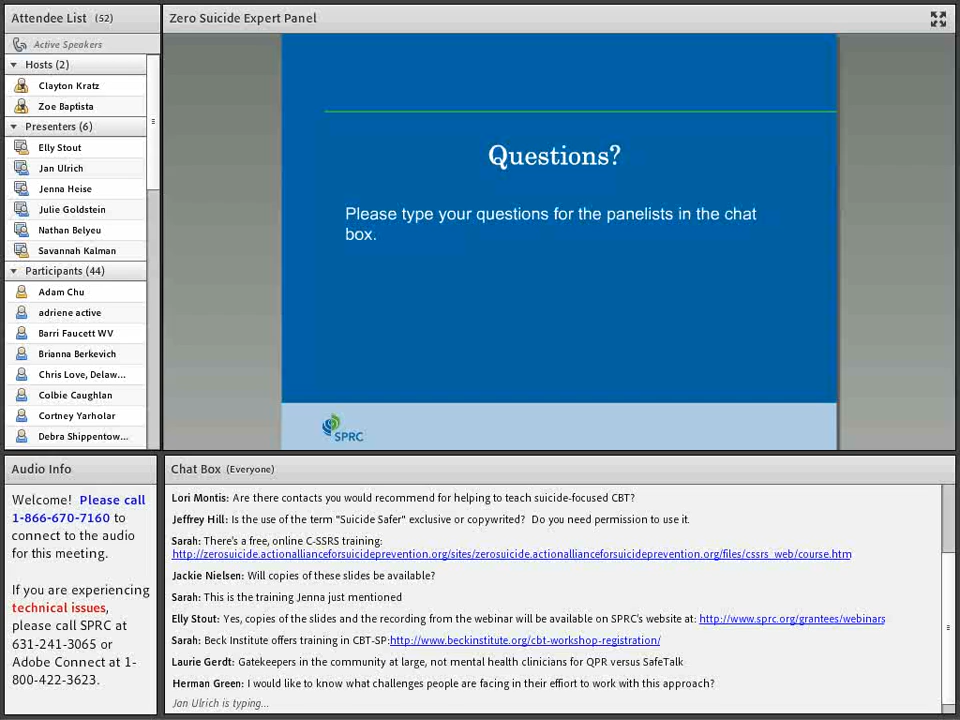 Attendee List (52)
Active Speakers
Hosts (2)
Clayton Kratz
Zoe Baptista
Presenters (6)
Elly Stout
Jan Ulrich
Jenna Heise
Julie Goldstein
Nathan Belyeu
Savannah Kalman
Participants (44)
Adam Chu
adriene active
Barri Faucett WV
Brianna Berkevich
Chris Love, Delaw...
Colbie Caughlan
Cortney Yarholar
Debra Shippentow...
Zero Suicide Expert Panel
Questions?
Please type your questions for the panelists in the chat
box.
SPRC
Audio Info
Welcome! Please call
1-866-670-7160 to
connect to the audio
for this meeting.
If you are experiencing
technical issues,
please call SPRC at
631-241-3065 or
Adobe Connect at 1-
800-422-3623.
Chat Box (Everyone)
Lori Montis: Are there contacts you would recommend for helping to teach suicide-focused CBT?
Jeffrey Hill: Is the use of the term "Suicide Safer" exclusive or copywrited? Do you need permission to use it.
Sarah: There's a free, online C-SSRS training:
http://zerosuicide.actionallianceforsuicideprevention.org/sites/zerosuicide.actionallianceforsuicideprevention.org/files/cssrs_web/course.htm
Jackie Nielsen: Will copies of these slides be available?
Sarah: This is the training Jenna just mentioned
Elly Stout: Yes, copies of the slides and the recording from the webinar will be available on SPRC's website at: http://www.sprc.org/grantees/webinars
Sarah: Beck Institute offers training in CBT-SP:http://www.beckinstitute.org/cbt-workshop-registration/
Laurie Gerdt: Gatekeepers in the community at large, not mental health clinicians for QPR versus SafeTalk
Herman Green: I would like to know what challenges people are facing in their effiort to work with this approach?
Jan Ulrich is typing...